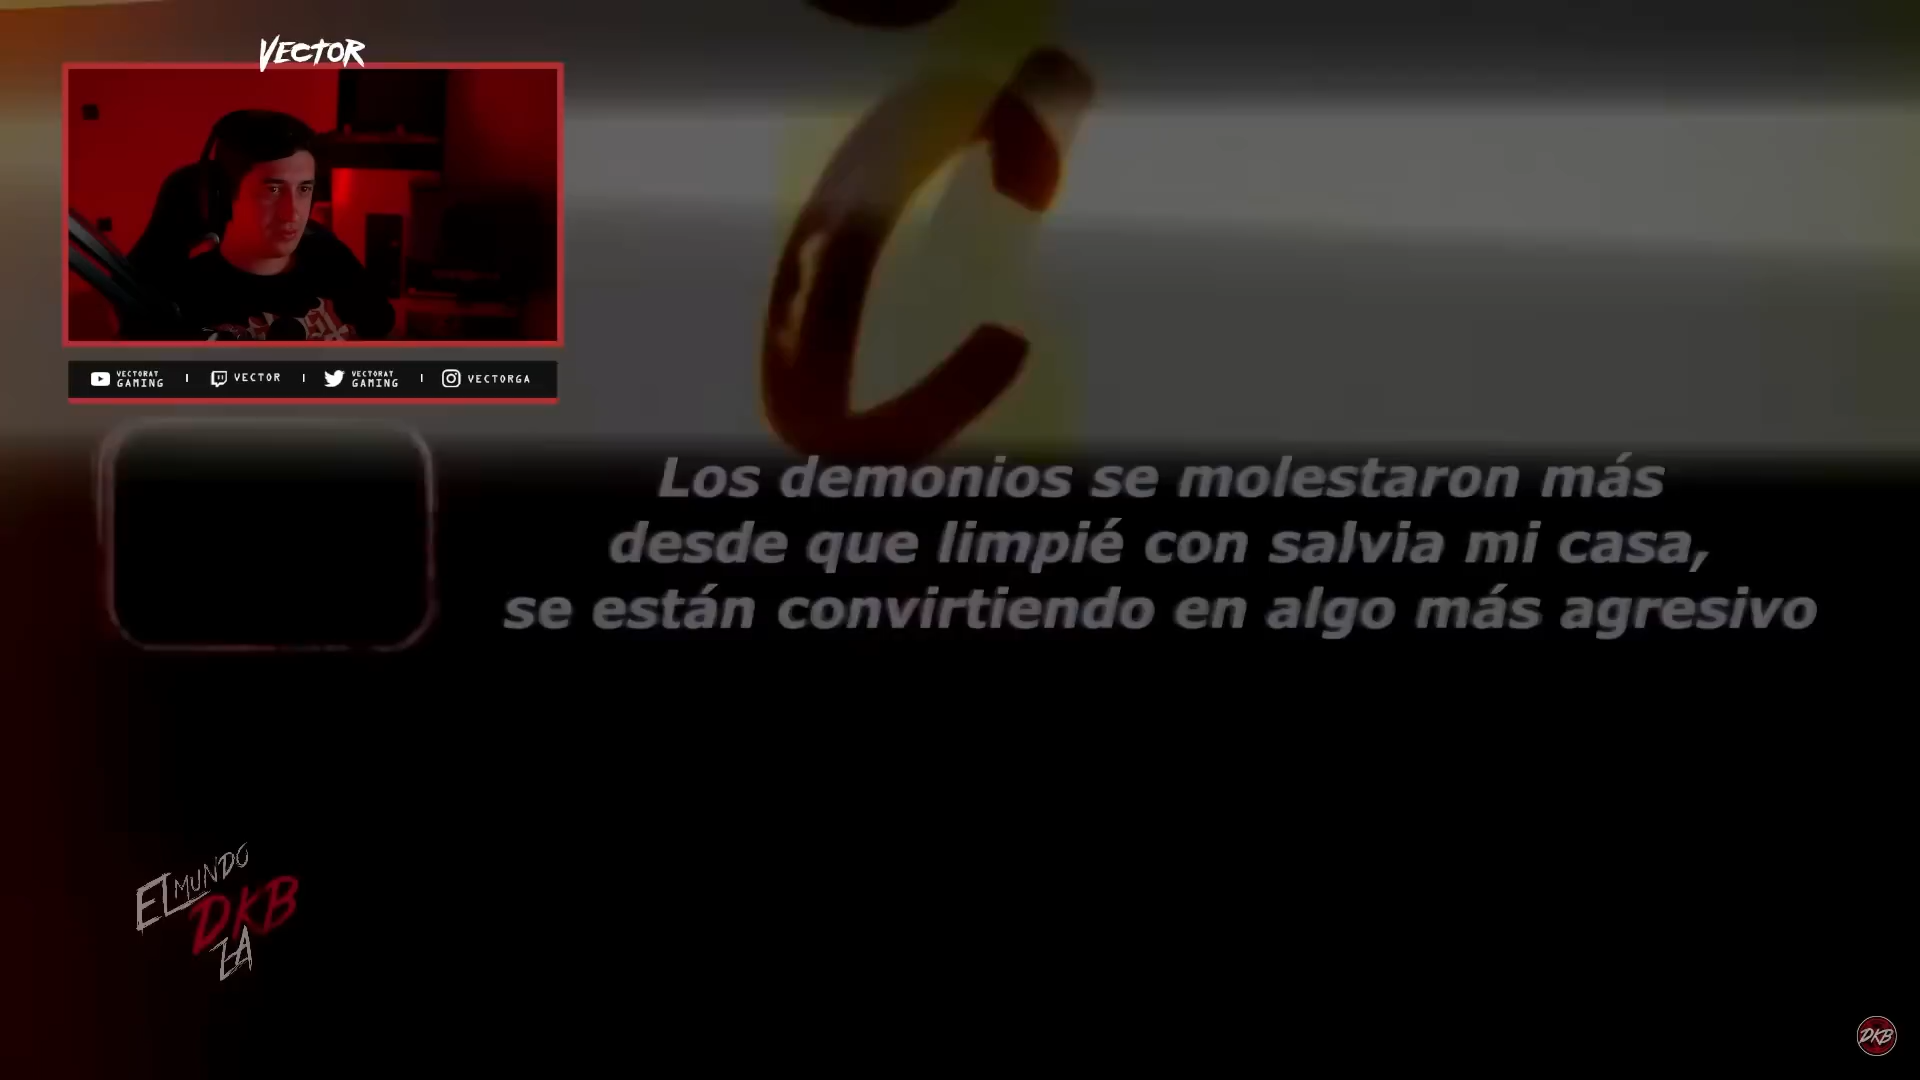 VECTOR
VECTORAT GAMING
VECTOR
VECTORAT GAMING
VECTORGA
Los demonios se molestaron más
desde que limpié con salvia mi casa,
se están convirtiendo en algo más agresivo
EL MUNDO
DKB
ZA
DKB